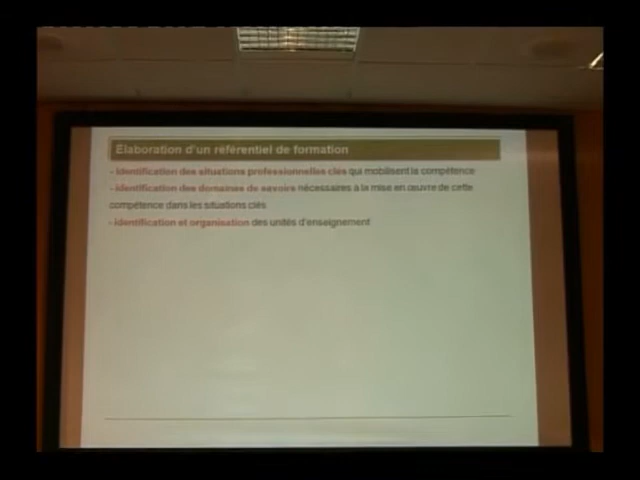 Elaboration d'un référentiel de formation
- Identification des situations professionnelles clés qui mobilisent la compétence
- Identification des domaines de savoirs nécessaires à la mise en œuvre de cette
compétence dans les situations clés
- Identification et organisation des unités d'enseignement